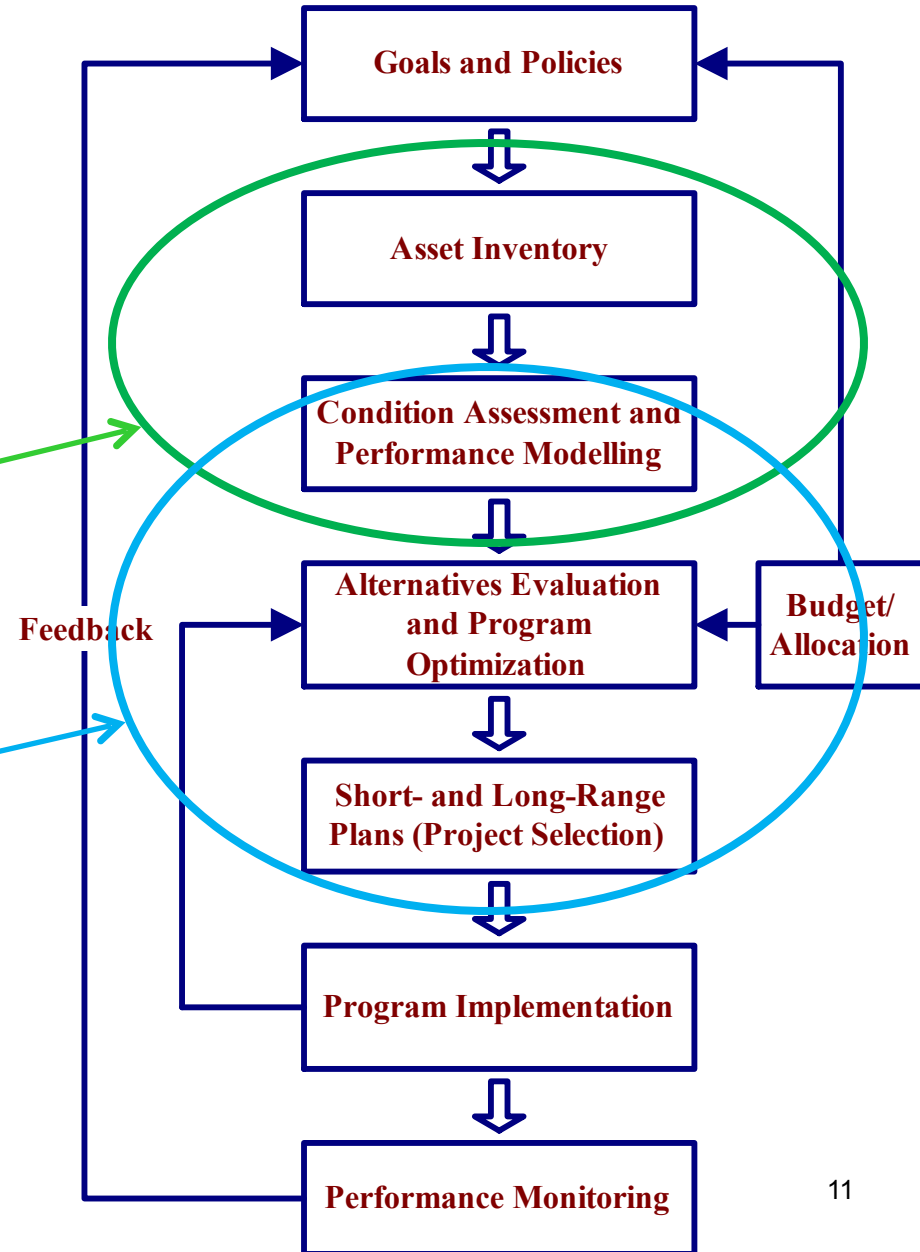 Goals and Policies
Asset Inventory
Condition Assessment and
Performance Modelling
Alternatives Evaluation
and Program
Optimization
Budget/
Allocation
Feedback
Short- and Long-Range
Plans (Project Selection)
Program Implementation
Performance Monitoring
11